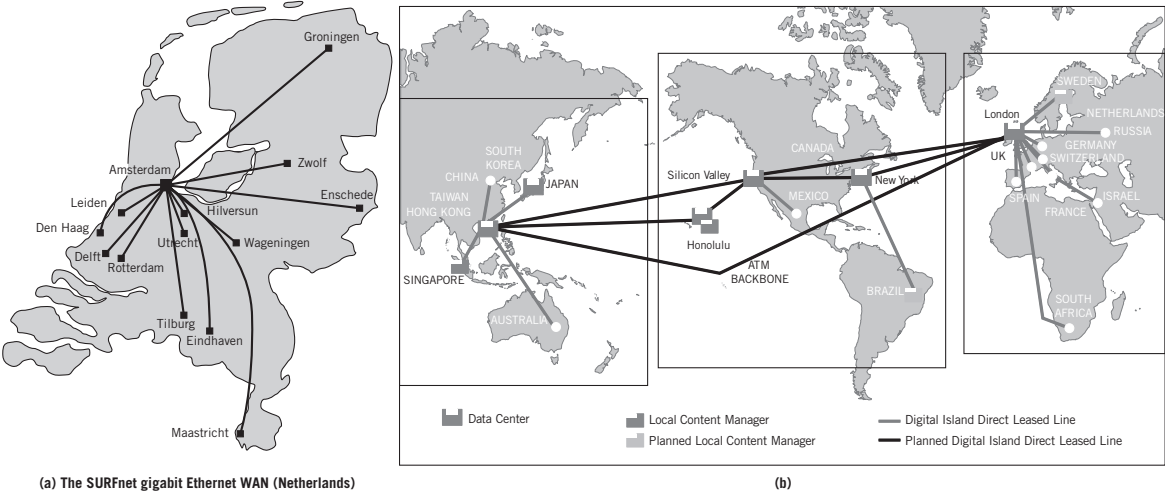 Groningen
Zwolf
Amsterdam
Enschede
Leiden
Hilversun
Den Haag
Utrecht
Wageningen
Delft
Rotterdam
Tilburg
Eindhaven
Maastricht
(a) The SURFnet gigabit Ethernet WAN (Netherlands)
SOUTH
KOREA
CHINA
JAPAN
TAIWAN
HONG KONG
SINGAPORE
AUSTRALIA
CANADA
Silicon Valley
New York
MEXICO
Honolulu
ATM
BACKBONE
BRAZIL
SWEDEN
London
NETHERLANDS
RUSSIA
GERMANY
UK
SWITZERLAND
SPAIN
ISRAEL
FRANCE
SOUTH
AFRICA
Data Center
Local Content Manager
Planned Local Content Manager
Digital Island Direct Leased Line
Planned Digital Island Direct Leased Line
(b)